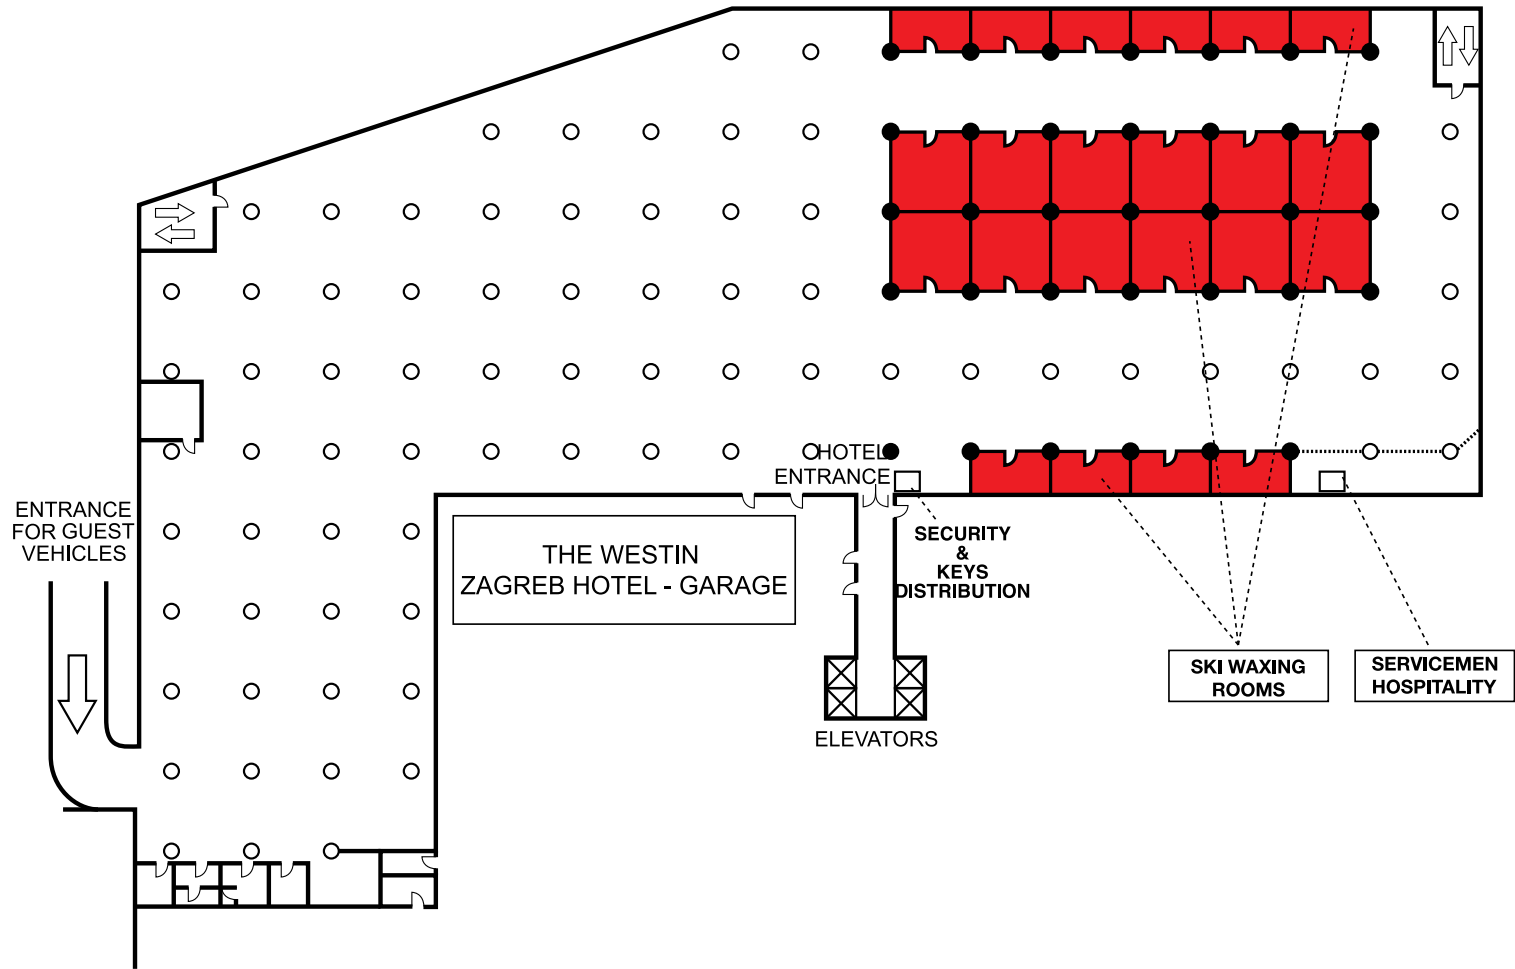 HOTEL
ENTRANCE
ENTRANCE
FOR GUEST
VEHICLES
THE WESTIN
ZAGREB HOTEL - GARAGE
SECURITY
&
KEYS
DISTRIBUTION
SKI WAXING
ROOMS
SERVICEMEN
HOSPITALITY
ELEVATORS